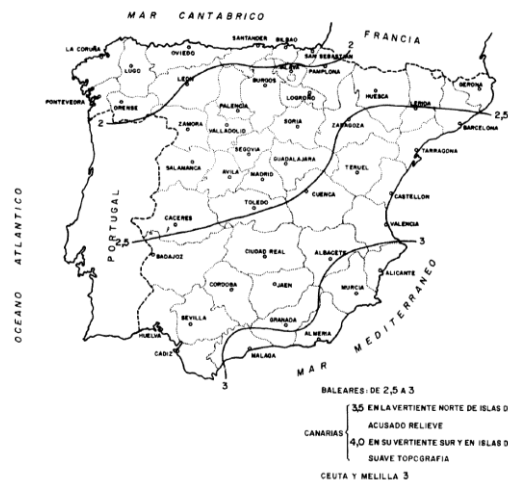 MAR CANTABRICO
FRANCIA
SANTANDER
BILBAO
SAN SEBASTIAN
2
LA CORUÑA
OVIEDO
LUGO
LEON
BURGOS
PAMPLONA
LOGROÑO
HUESCA
LERIDA
GERONA
PONTEVEDRA
ORENSE
2
PALENCIA
ZAMORA
VALLADOLID
SORIA
ZARAGOZA
2,5
BARCELONA
TARRAGONA
SEGOVIA
SALAMANCA
GUADALAJARA
AVILA
MADRID
TERUEL
TOLEDO
CUENCA
CASTELLON
OCEANO ATLANTICO
PORTUGAL
CACERES
VALENCIA
2,5
BADAJOZ
CIUDAD REAL
ALBACETE
3
ALICANTE
CORDOBA
JAEN
MURCIA
SEVILLA
GRANADA
HUELVA
ALMERIA
CADIZ
MALAGA
MAR MEDITERRANEO
3
BALEARES: DE 2,5 A 3
3,5 EN LA VERTIENTE NORTE DE ISLAS D
ACUSADO RELIEVE
CANARIAS
4,0 EN SU VERTIENTE SUR Y EN ISLAS D
SUAVE TOPOGRAFIA
CEUTA Y MELILLA 3